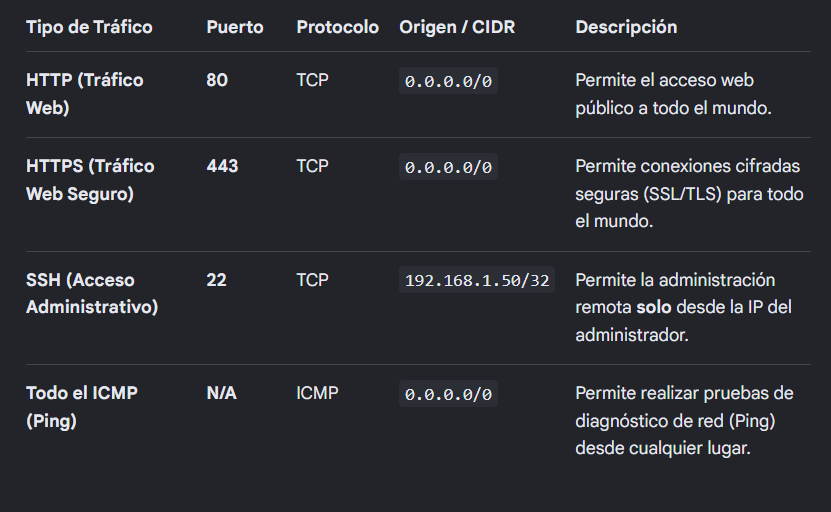 Tipo de Tráfico Puerto Protocolo Origen / CIDR Descripción
HTTP (Tráfico 80 TCP 0.0.0.0/0 Permite el acceso web
Web) público a todo el mundo.
HTTPS (Tráfico 443 TCP 0.0.0.0/0 Permite conexiones cifradas
Web Seguro) seguras (SSL/TLS) para todo
el mundo.
SSH (Acceso 22 TCP 192.168.1.50/32 Permite la administración
Administrativo) remota solo desde la IP del
administrador.
Todo el ICMP N/A ICMP 0.0.0.0/0 Permite realizar pruebas de
(Ping) diagnóstico de red (Ping)
desde cualquier lugar.